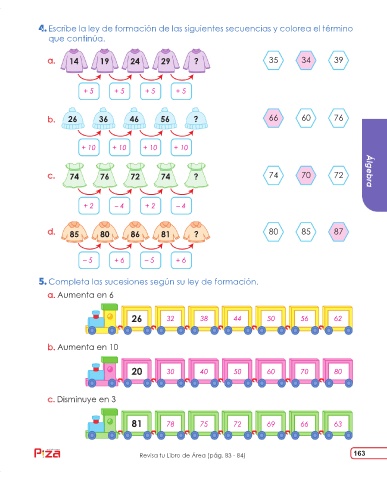 4. Escribe la ley de formación de las siguientes secuencias y colorea el término
que continúa.
a. 14 19 24 29 ? 35 34 39
+ 5 + 5 + 5 + 5
b. 26 36 46 56 ? 66 60 76
+ 10 + 10 + 10 + 10
c. 74 76 72 74 ? 74 70 72
+ 2 – 4 + 2 – 4
d. 85 80 86 81 ? 80 85 87
– 5 + 6 – 5 + 6
Álgebra
5. Completa las sucesiones según su ley de formación.
a. Aumenta en 6
26 32 38 44 50 56 62
b. Aumenta en 10
20 30 40 50 60 70 80
c. Disminuye en 3
81 78 75 72 69 66 63
Revisa tu Libro de Área (pág. 83 - 84)
163